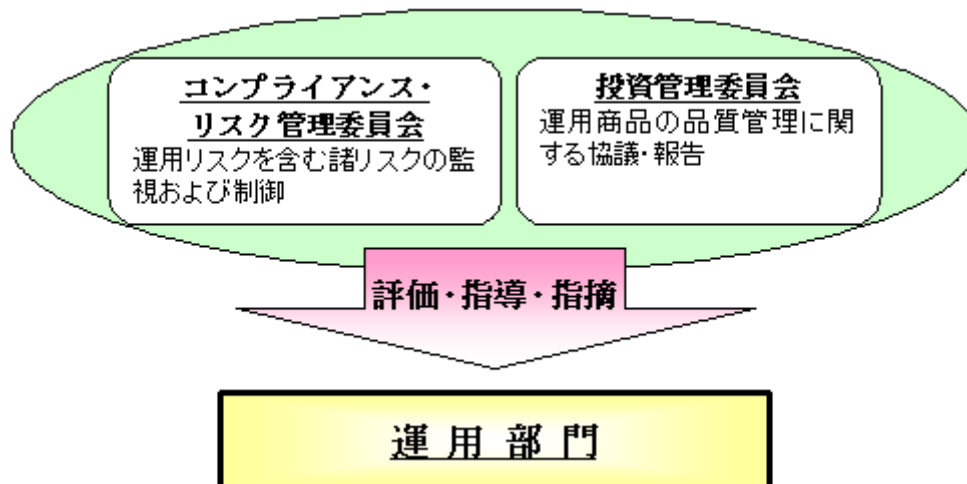 コンプライアンス・
リスク管理委員会
運用リスクを含む諸リスクの監
視および制御
投資管理委員会
運用商品の品質管理に関
する協議・報告
評価・指導・指摘
運用部門